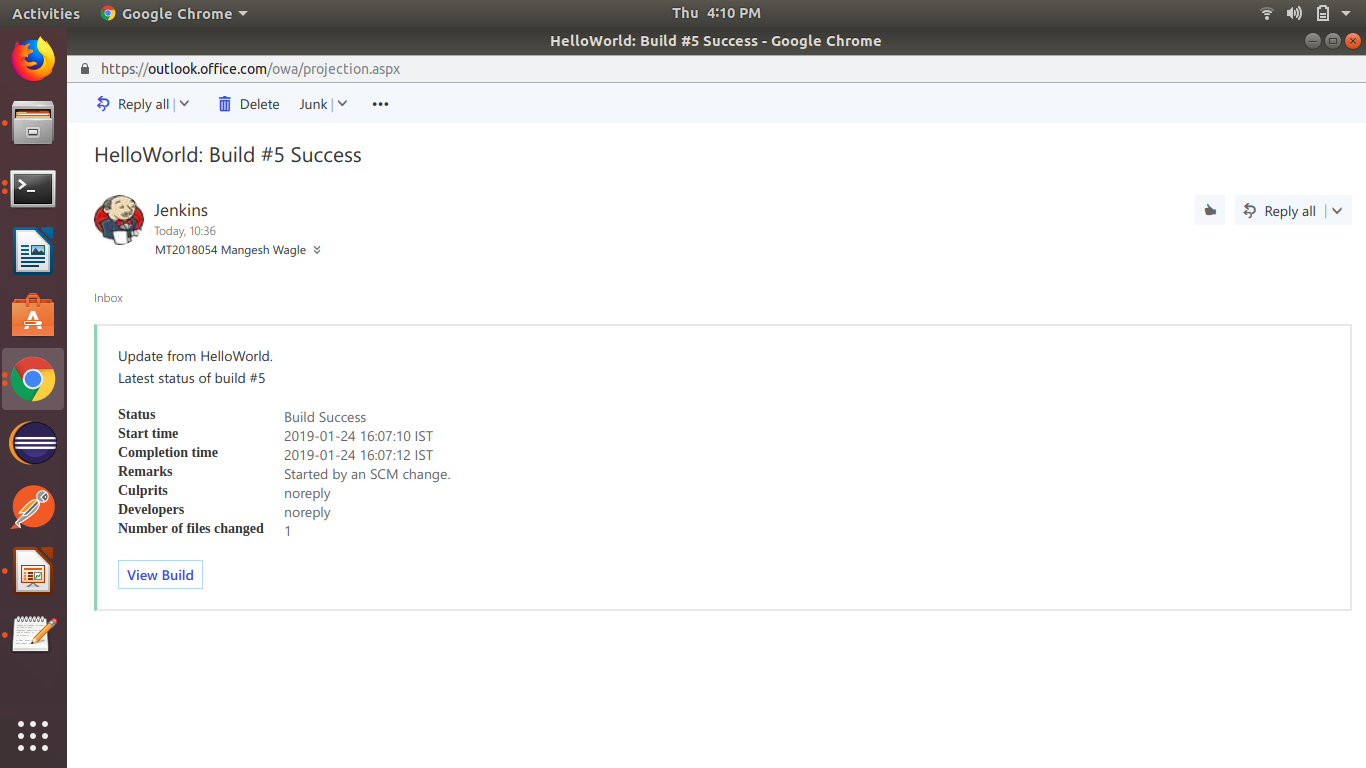 Activities Google Chrome Thu 4:10 PM
HelloWorld: Build #5 Success - Google Chrome
https://outlook.office.com/owa/projection.aspx
Reply all | Delete Junk | •••
HelloWorld: Build #5 Success
Jenkins
Today, 10:36
MT2018054 Mangesh Wagle
Reply all |
Inbox
Update from HelloWorld.
Latest status of build #5
Status Build Success
Start time 2019-01-24 16:07:10 IST
Completion time 2019-01-24 16:07:12 IST
Remarks Started by an SCM change.
Culprits noreply
Developers noreply
Number of files changed 1
View Build